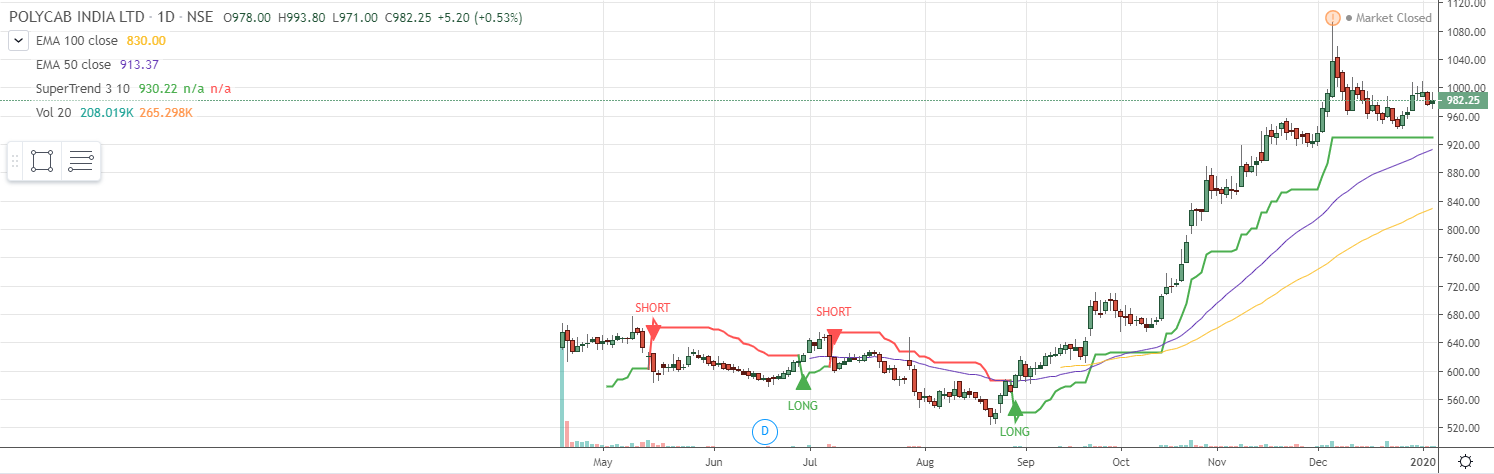 POLYCAB INDIA LTD · 1D · NSE O978.00 H993.80 L971.00 C982.25 +5.20 (+0.53%)
Market Closed
EMA 100 close 830.00
EMA 50 close 913.37
SuperTrend 3 10 930.22 n/a n/a
Vol 20 208.019K 265.298K
1120.00
1080.00
1040.00
1000.00
982.25
960.00
920.00
880.00
840.00
800.00
760.00
720.00
680.00
640.00
600.00
560.00
520.00
SHORT
SHORT
LONG
LONG
D
May Jun Jul Aug Sep Oct Nov Dec 2020